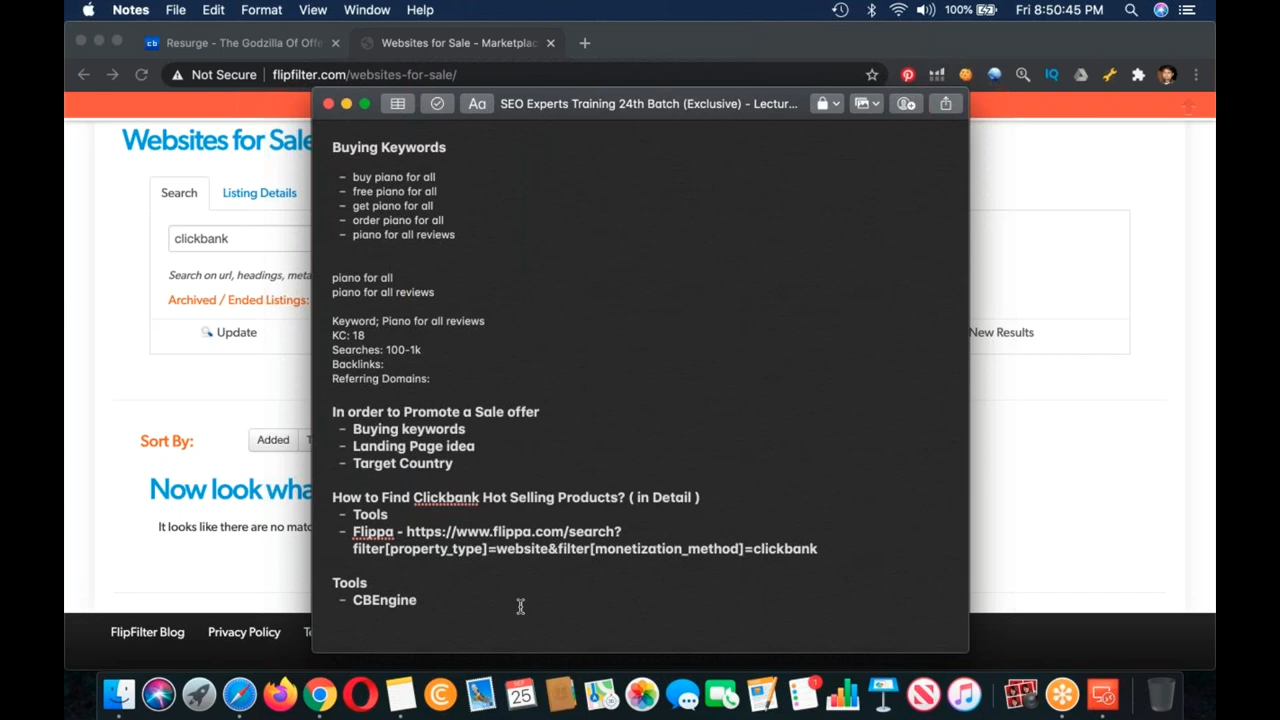 Notes File Edit Format View Window Help 100% Fri 8:50:45 PM
cb Resurge - The Godzilla Of Offe × Websites for Sale - Marketplac × +
Not Secure flipfilter.com/websites-for-sale/ IQ
SEO Experts Training 24th Batch (Exclusive) - Lectur...
Aa
Websites for Sale
Search Listing Details
clickbank
Search on url, headings, meta
Archived / Ended Listings:
Update
New Results
Sort By: Added
Now look wha
It looks like there are no matc
FlipFilter Blog Privacy Policy
Buying Keywords
– buy piano for all
– free piano for all
– get piano for all
– order piano for all
– piano for all reviews
piano for all
piano for all reviews
Keyword; Piano for all reviews
KC: 18
Searches: 100-1k
Backlinks:
Referring Domains:
In order to Promote a Sale offer
– Buying keywords
– Landing Page idea
– Target Country
How to Find Clickbank Hot Selling Products? ( in Detail )
– Tools
– Flippa - https://www.flippa.com/search?
filter[property_type]=website&filter[monetization_method]=clickbank
Tools
– CBEngine
25
1